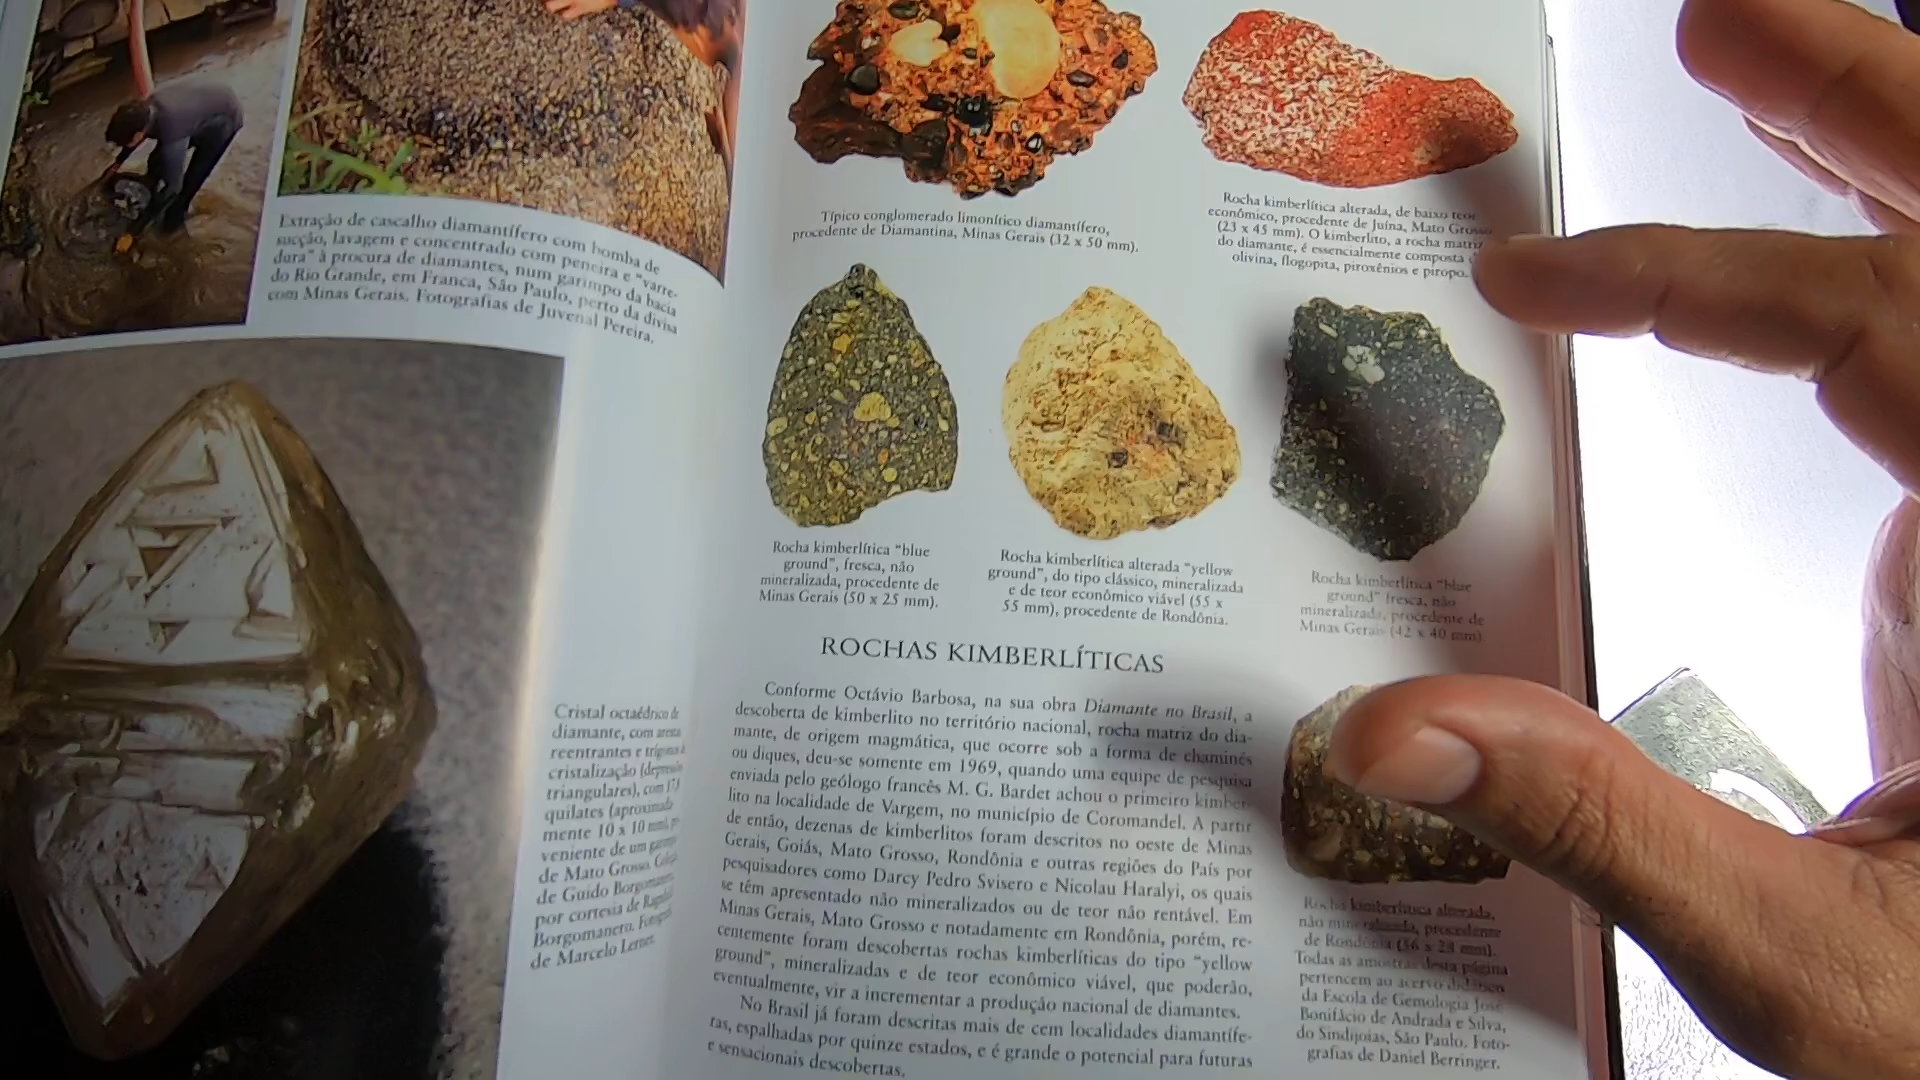 Extração de cascalho diamantífero com bomba de
sucção, lavagem e concentrado com peneira e "varre-
dura" à procura de diamantes, num garimpo da bacia
do Rio Grande, em Franca, São Paulo, perto da divisa
com Minas Gerais. Fotografias de Juvenal Pereira.
Cristal octaédrico de
diamante, com
reentrantes e
cristalização
triangulares), com
quilates (aproximada-
mente 10 x 10
veniente de um
de Mato Grosso.
de Guido
por cortesia de
Borgomanero.
de Marcelo
Típico conglomerado limonítico diamantífero,
procedente de Diamantina, Minas Gerais (32 x 50 mm).
Rocha kimberlítica alterada, de baixo teor
econômico, procedente de Juína, Mato Grosso
(23 x 45 mm). O kimberlito, a rocha matriz
do diamante, é essencialmente composta
olivina, flogopita, piroxênios e piropo.
Rocha kimberlítica "blue
ground", fresca, não
mineralizada, procedente de
Minas Gerais (50 x 25 mm).
Rocha kimberlítica alterada "yellow
ground", do tipo clássico, mineralizada
e de teor econômico viável (55 x
55 mm), procedente de Rondônia.
Rocha kimberlítica "blue
ground" fresca, não
mineralizada, procedente de
Minas Gerais (42 x 40 mm)
ROCHAS KIMBERLÍTICAS
Conforme Octávio Barbosa, na sua obra Diamante no Brasil, a
descoberta de kimberlito no território nacional, rocha matriz do dia-
mante, de origem magmática, que ocorre sob a forma de chaminés
ou diques, deu-se somente em 1969, quando uma equipe de pesquisa
enviada pelo geólogo francês M. G. Bardet achou o primeiro kimber-
lito na localidade de Vargem, no município de Coromandel. A partir
de então, dezenas de kimberlitos foram descritos no oeste de Minas
Gerais, Goiás, Mato Grosso, Rondônia e outras regiões do País por
pesquisadores como Darcy Pedro Svisero e Nicolau Haralyi, os quais
se têm apresentado não mineralizados ou de teor não rentável. Em
Minas Gerais, Mato Grosso e notadamente em Rondônia, porém, re-
centemente foram descobertas rochas kimberlíticas do tipo "yellow
ground", mineralizadas e de teor econômico viável, que poderão,
eventualmente, vir a incrementar a produção nacional de diamantes.
No Brasil já foram descritas mais de cem localidades diamantífe-
ras, espalhadas por quinze estados, e é grande o potencial para futuras
e sensacionais descobertas.
Rocha kimberlítica alterada,
não mineralizada, procedente
de Rondônia (56 x 28 mm).
Todas as amostras desta página
pertencem ao acervo didático
da Escola de Gemologia José
Bonifácio de Andrada e Silva,
do Sindijoias, São Paulo. Foto-
grafias de Daniel Berringer.